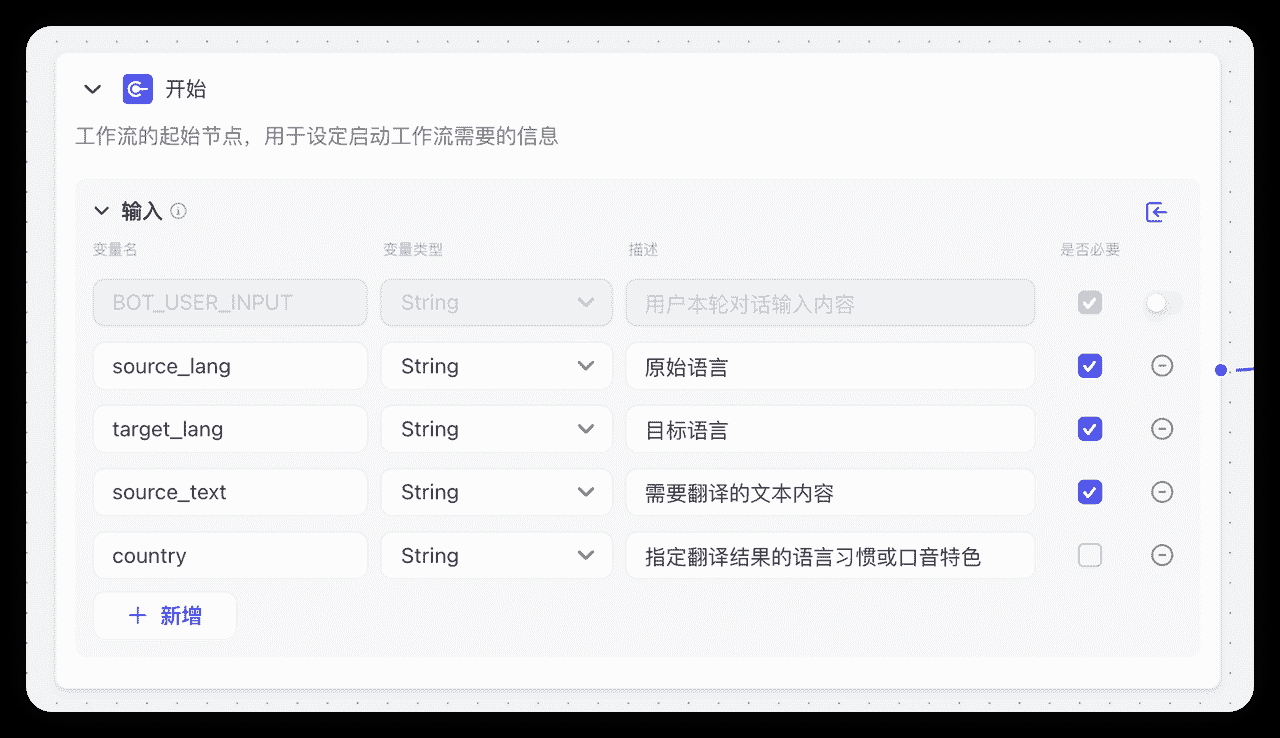 开始
工作流的起始节点，用于设定启动工作流需要的信息
输入
变量名 变量类型 描述 是否必要
BOT_USER_INPUT String 用户本轮对话输入内容
source_lang String 原始语言
target_lang String 目标语言
source_text String 需要翻译的文本内容
country String 指定翻译结果的语言习惯或口音特色
+ 新增